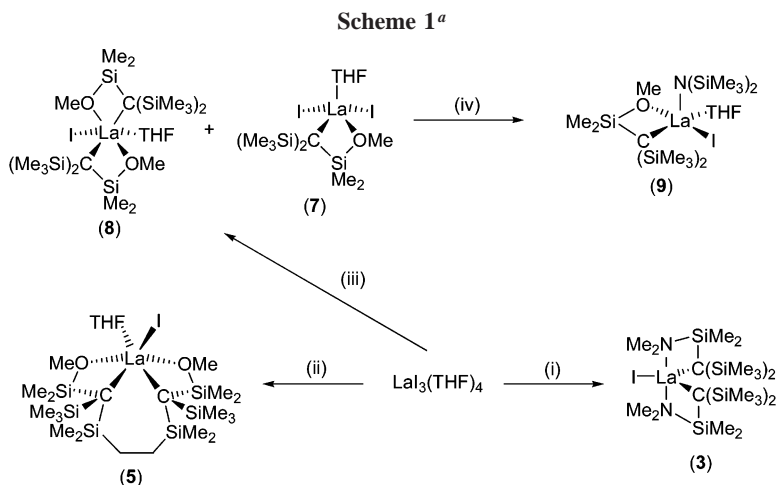 Scheme 1ᵃ
Me₂
Si
MeO C(SiMe₃)₂
I La THF
(Me₃Si)₂C OMe
Si
Me₂
(8)
+
THF
I La I
(Me₃Si)₂C OMe
Si
Me₂
(7)
(iv)
OMe N(SiMe₃)₂
Me₂Si La THF
C I
(SiMe₃)₂
(9)
(iii)
THF I
MeO La OMe
Me₂Si C C SiMe₂
Me₃Si SiMe₃
Me₂Si SiMe₂
(5)
(ii)
LaI₃(THF)₄
(i)
Me₂N SiMe₂
C(SiMe₃)₂
I La
C(SiMe₃)₂
Me₂N SiMe₂
(3)